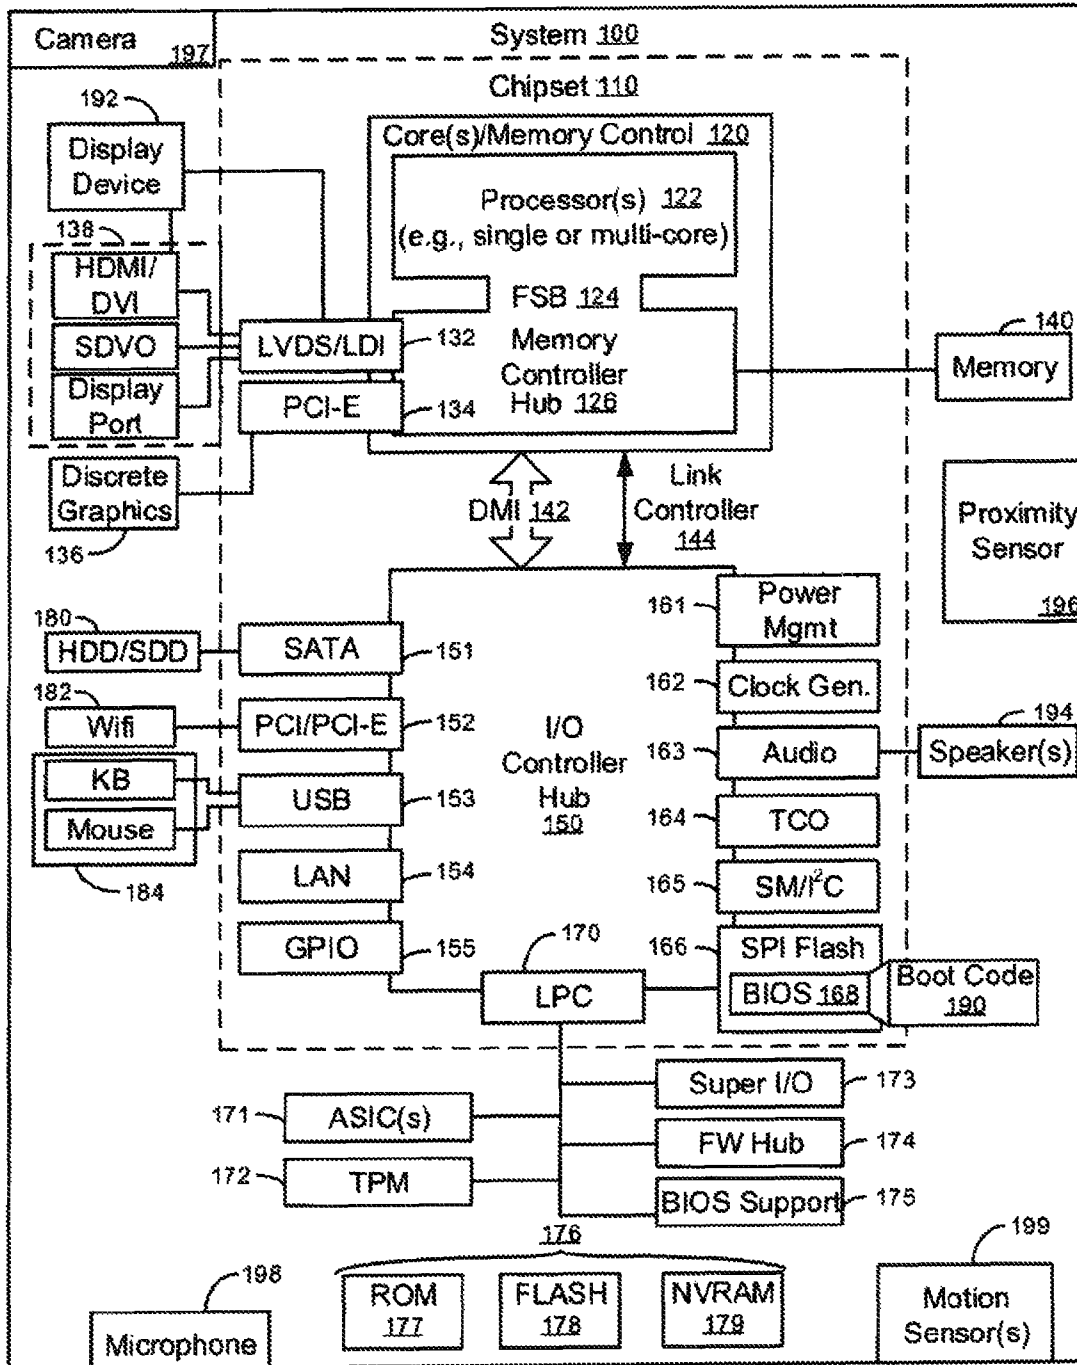 Camera
197
System 100
Chipset 110
192
Display
Device
Core(s)/Memory Control 120
Processor(s) 122
(e.g., single or multi-core)
138
HDMI/
DVI
SDVO
Display
Port
FSB 124
LVDS/LDI
132
Memory
Controller
Hub 126
PCI-E
134
140
Memory
Discrete
Graphics
136
DMI 142
Link
Controller
144
Proximity
Sensor
196
180
HDD/SDD
SATA
151
161
Power
Mgmt
182
Wifi
PCI/PCI-E
152
162
Clock Gen.
I/O
Controller
Hub
150
163
Audio
194
Speaker(s)
KB
Mouse
184
USB
153
164
TCO
LAN
154
165
SM/I²C
GPIO
155
170
LPC
166
SPI Flash
BIOS 168
Boot Code
190
Super I/O
173
171
ASIC(s)
FW Hub
174
172
TPM
BIOS Support
175
176
198
Microphone
ROM
177
FLASH
178
NVRAM
179
199
Motion
Sensor(s)